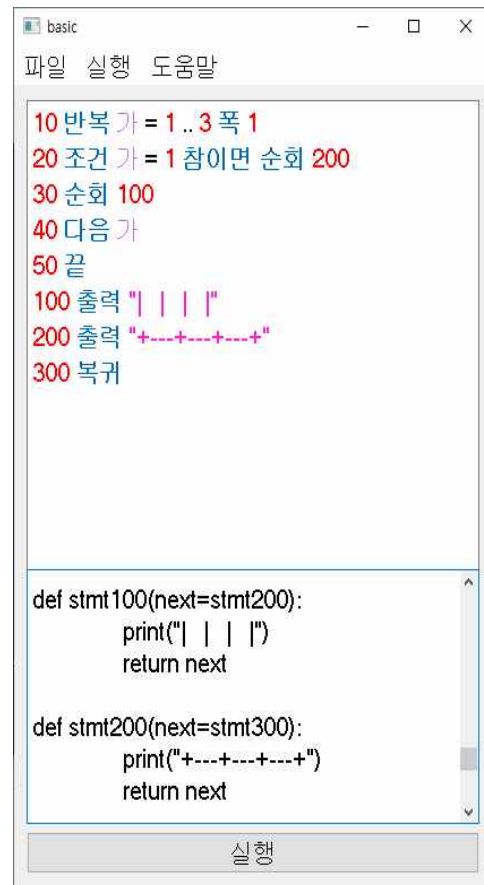 basic
파일 실행 도움말
10 반복 가 = 1 .. 3 폭 1
20 조건 가 = 1 참이면 순회 200
30 순회 100
40 다음 가
50 끝
100 출력 "|   |   |   |"
200 출력 "+---+---+---+"
300 복귀
def stmt100(next=stmt200):
print("|   |   |   |")
return next
def stmt200(next=stmt300):
print("+---+---+---+")
return next
실행